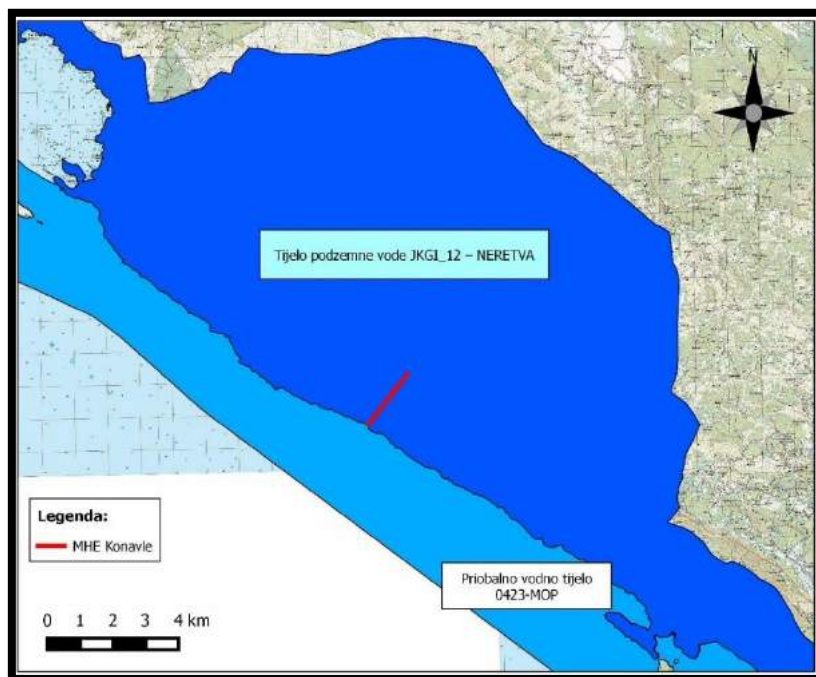 N
Tijelo podzemne vode JKGI_12 – NERETVA
Legenda:
MHE Konavle
Priobalno vodno tijelo
0423-MOP
0 1 2 3 4 km